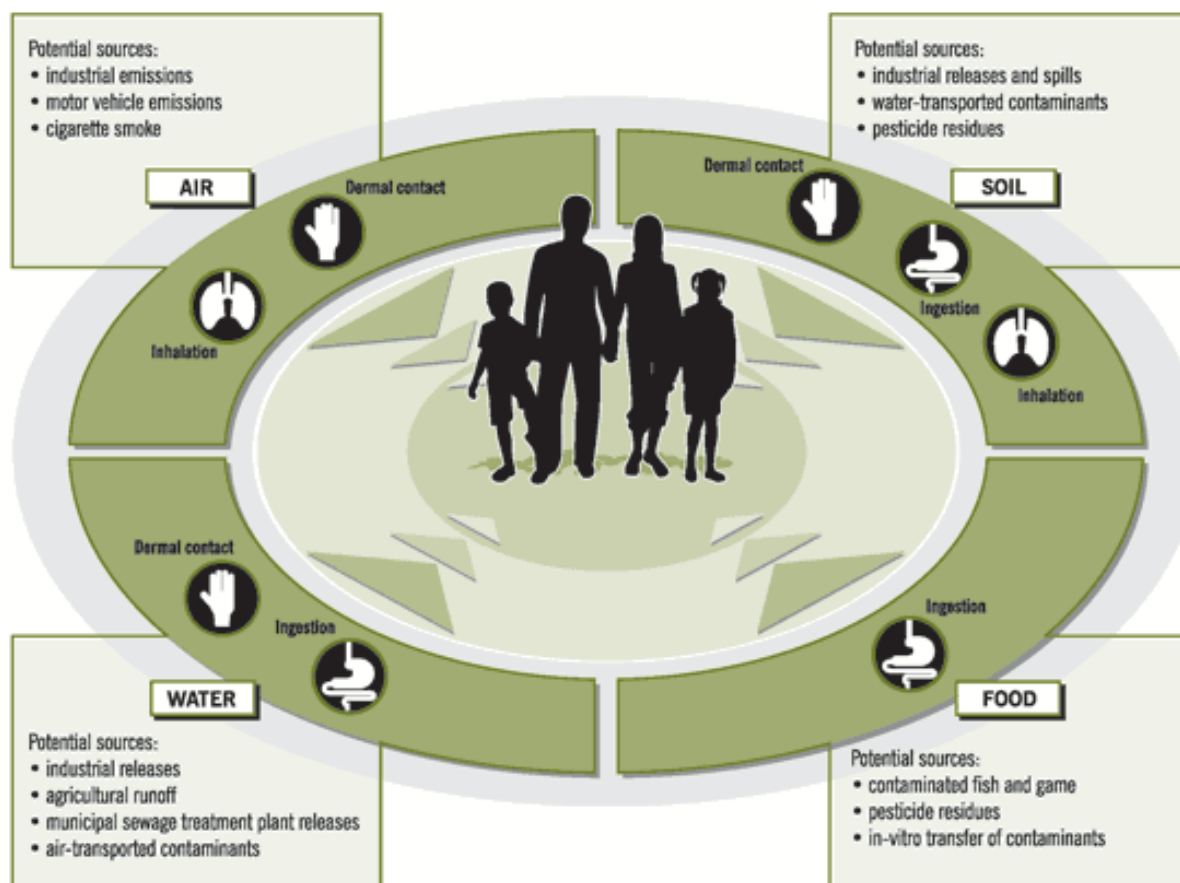 Potential sources:
• industrial emissions
• motor vehicle emissions
• cigarette smoke
AIR
Dermal contact
Inhalation
Potential sources:
• industrial releases and spills
• water-transported contaminants
• pesticide residues
SOIL
Dermal contact
Ingestion
Inhalation
Dermal contact
Ingestion
WATER
Potential sources:
• industrial releases
• agricultural runoff
• municipal sewage treatment plant releases
• air-transported contaminants
Ingestion
FOOD
Potential sources:
• contaminated fish and game
• pesticide residues
• in-vitro transfer of contaminants